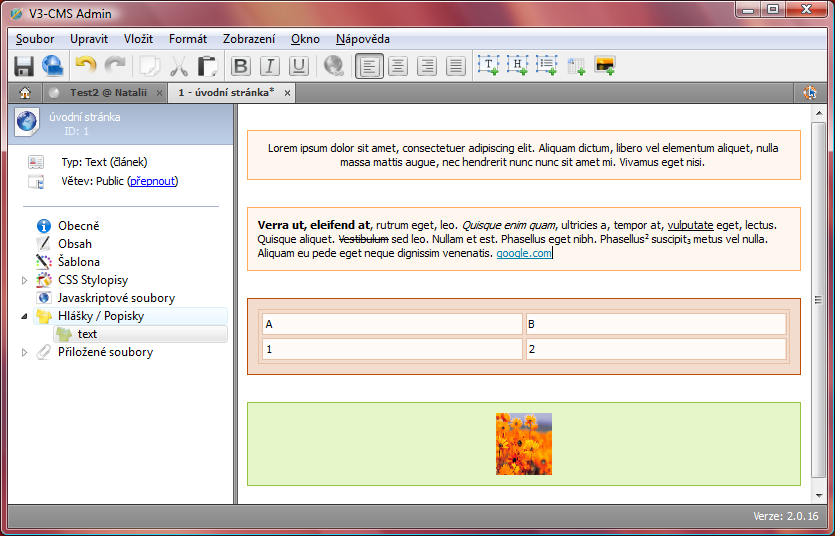 V3-CMS Admin
Soubor Upravit Vložit Formát Zobrazení Okno Nápověda
B I U T H
Test2 @ Natalii 1 - úvodní stránka*
úvodní stránka
ID: 1
Typ: Text (článek)
Větev: Public (přepnout)
Obecně
Obsah
Šablona
CSS Stylopisy
Javaskriptové soubory
Hlášky / Popisky
text
Přiložené soubory
Lorem ipsum dolor sit amet, consectetuer adipiscing elit. Aliquam dictum, libero vel elementum aliquet, nulla
massa mattis augue, nec hendrerit nunc nunc sit amet mi. Vivamus eget nisi.
Verra ut, eleifend at, rutrum eget, leo. Quisque enim quam, ultricies a, tempor at, vulputate eget, lectus.
Quisque aliquet. Vestibulum sed leo. Nullam et est. Phasellus eget nibh. Phasellus² suscipit₃ metus vel nulla.
Aliquam eu pede eget neque dignissim venenatis. google.com
A B
1 2
Verze: 2.0.16